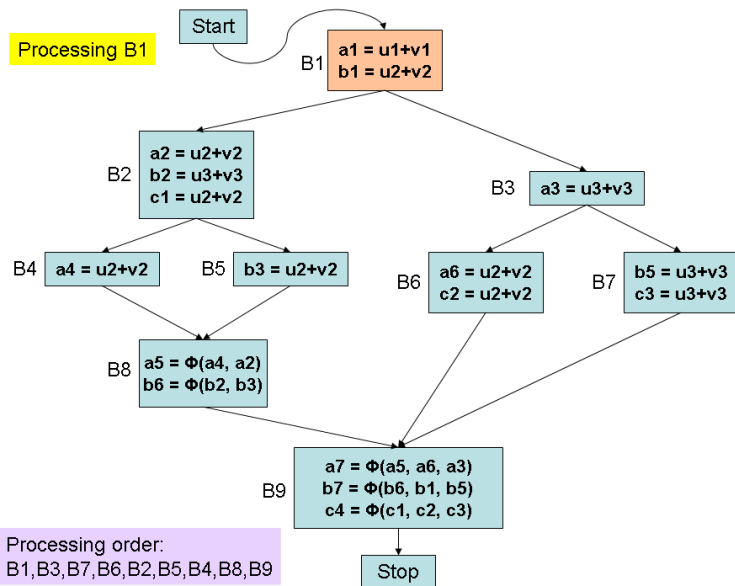 Start
Processing B1
B1
a1 = u1+v1
b1 = u2+v2
B2
a2 = u2+v2
b2 = u3+v3
c1 = u2+v2
B3
a3 = u3+v3
B4
a4 = u2+v2
B5
b3 = u2+v2
B6
a6 = u2+v2
c2 = u2+v2
B7
b5 = u3+v3
c3 = u3+v3
B8
a5 = Φ(a4, a2)
b6 = Φ(b2, b3)
B9
a7 = Φ(a5, a6, a3)
b7 = Φ(b6, b1, b5)
c4 = Φ(c1, c2, c3)
Processing order:
B1,B3,B7,B6,B2,B5,B4,B8,B9
Stop